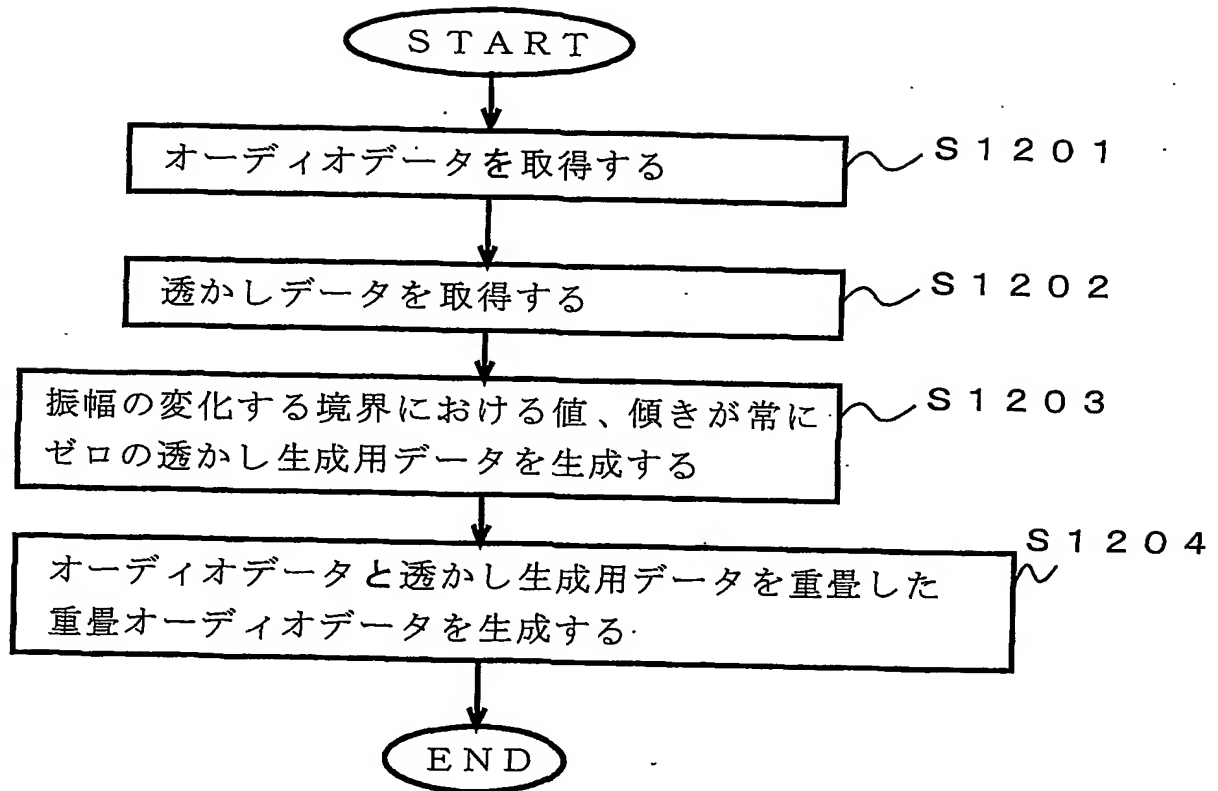 START
オーディオデータを取得する
S1201
透かしデータを取得する
S1202
振幅の変化する境界における値、傾きが常に
ゼロの透かし生成用データを生成する
S1203
オーディオデータと透かし生成用データを重畳した
重畳オーディオデータを生成する
S1204
END